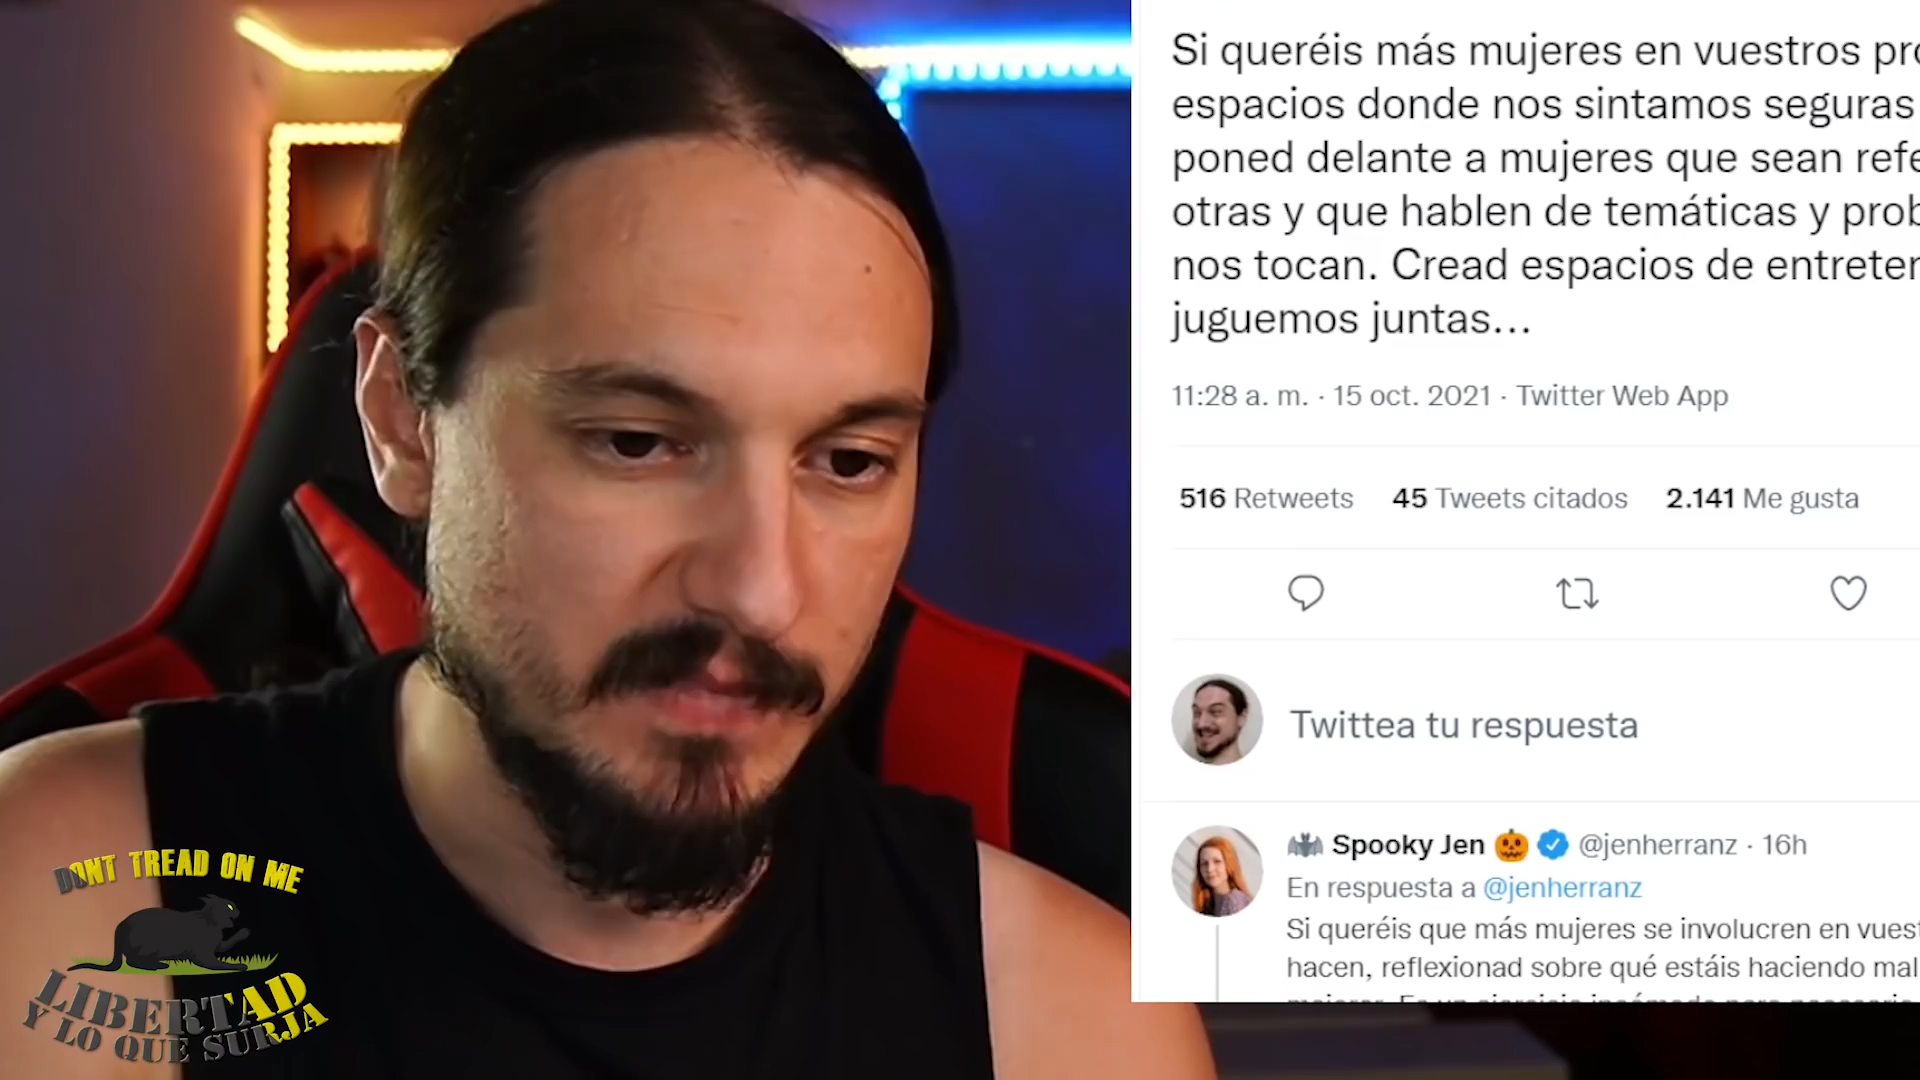 Si queréis más mujeres en vuestros
espacios donde nos sintamos seguras
poned delante a mujeres que sean
otras y que hablen de temáticas y
nos tocan. Cread espacios de
juguemos juntas...
11:28 a. m. · 15 oct. 2021 · Twitter Web App
516 Retweets 45 Tweets citados 2.141 Me gusta
Twittea tu respuesta
Spooky Jen @jenherranz · 16h
En respuesta a @jenherranz
Si queréis que más mujeres se involucren en
hacen, reflexionad sobre qué estáis haciendo mal
DONT TREAD ON ME
LIBERTAD
Y LO QUE SURJA